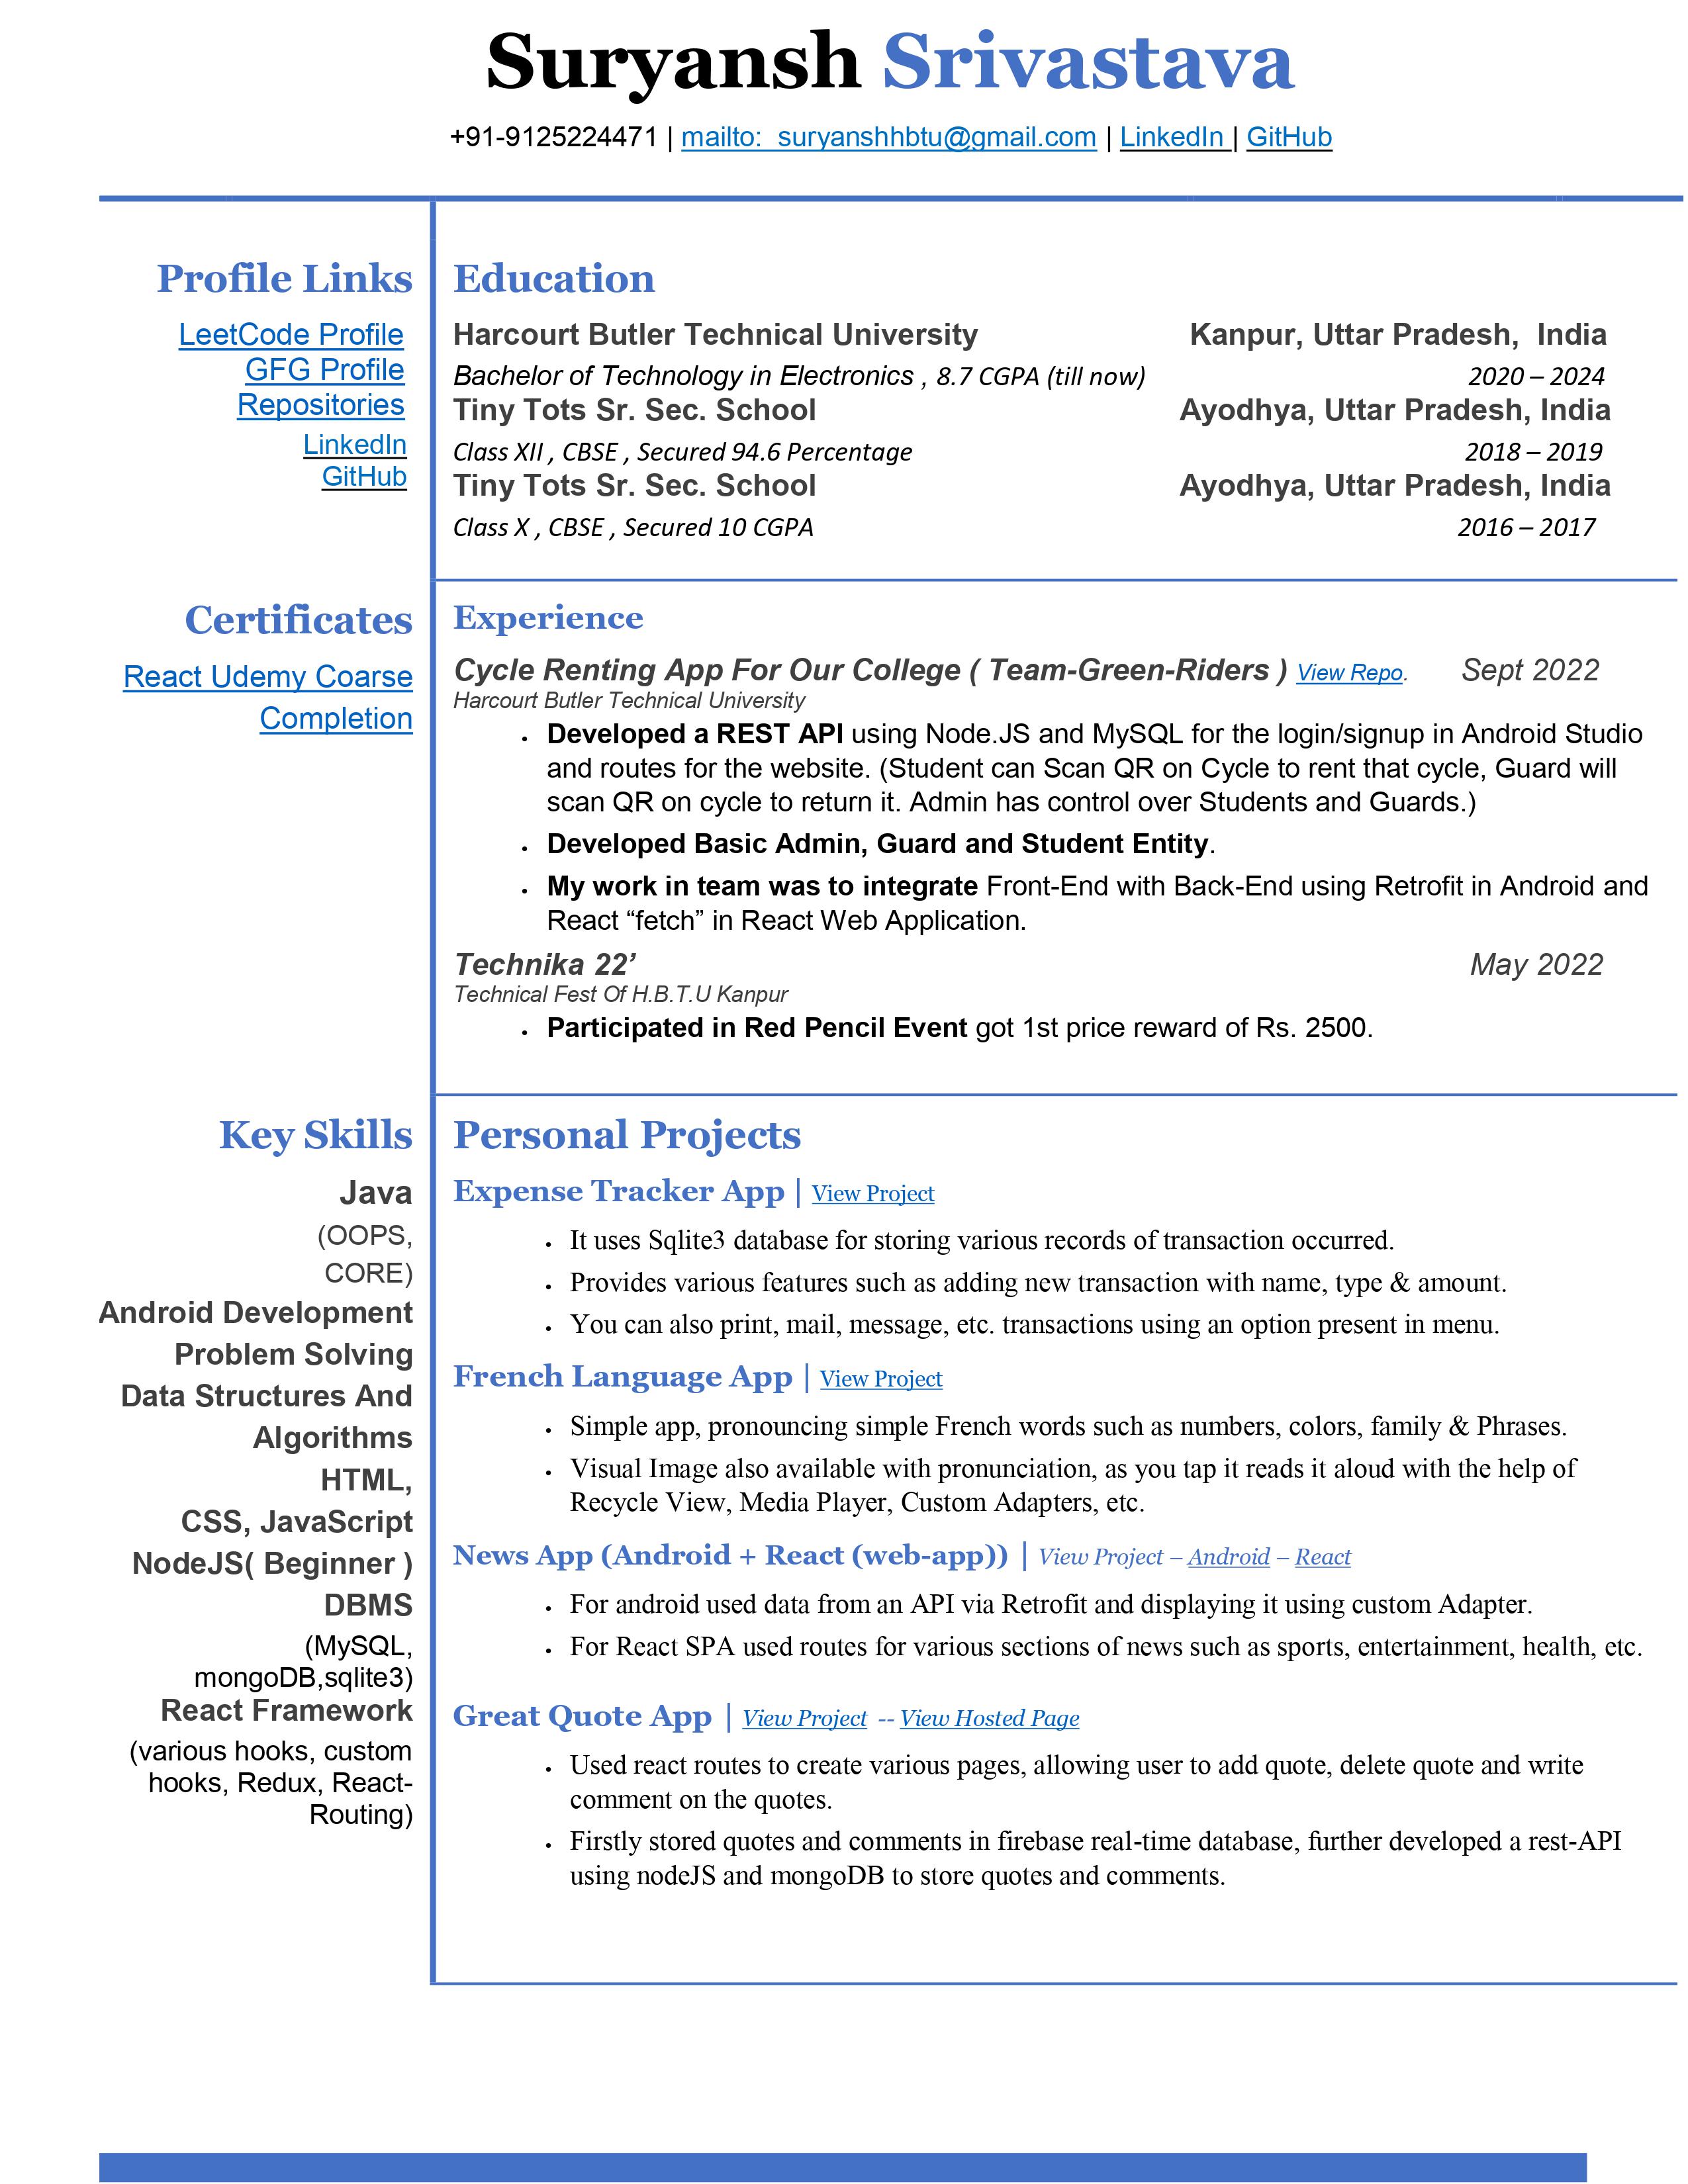 Suryansh Srivastava
+91-9125224471 | mailto: suryanshhbtu@gmail.com | LinkedIn | GitHub
Profile Links
LeetCode Profile
GFG Profile
Repositories
LinkedIn
GitHub
Education
Harcourt Butler Technical University Kanpur, Uttar Pradesh, India
Bachelor of Technology in Electronics , 8.7 CGPA (till now) 2020 – 2024
Tiny Tots Sr. Sec. School Ayodhya, Uttar Pradesh, India
Class XII , CBSE , Secured 94.6 Percentage 2018 – 2019
Tiny Tots Sr. Sec. School Ayodhya, Uttar Pradesh, India
Class X , CBSE , Secured 10 CGPA 2016 – 2017
Certificates
React Udemy Coarse
Completion
Experience
Cycle Renting App For Our College ( Team-Green-Riders ) View Repo. Sept 2022
Harcourt Butler Technical University
• Developed a REST API using Node.JS and MySQL for the login/signup in Android Studio
and routes for the website. (Student can Scan QR on Cycle to rent that cycle, Guard will
scan QR on cycle to return it. Admin has control over Students and Guards.)
• Developed Basic Admin, Guard and Student Entity.
• My work in team was to integrate Front-End with Back-End using Retrofit in Android and
React “fetch” in React Web Application.
Technika 22’ May 2022
Technical Fest Of H.B.T.U Kanpur
• Participated in Red Pencil Event got 1st price reward of Rs. 2500.
Key Skills
Java
(OOPS,
CORE)
Android Development
Problem Solving
Data Structures And
Algorithms
HTML,
CSS, JavaScript
NodeJS( Beginner )
DBMS
(MySQL,
mongoDB,sqlite3)
React Framework
(various hooks, custom
hooks, Redux, React-
Routing)
Personal Projects
Expense Tracker App | View Project
• It uses Sqlite3 database for storing various records of transaction occurred.
• Provides various features such as adding new transaction with name, type & amount.
• You can also print, mail, message, etc. transactions using an option present in menu.
French Language App | View Project
• Simple app, pronouncing simple French words such as numbers, colors, family & Phrases.
• Visual Image also available with pronunciation, as you tap it reads it aloud with the help of
Recycle View, Media Player, Custom Adapters, etc.
News App (Android + React (web-app)) | View Project – Android – React
• For android used data from an API via Retrofit and displaying it using custom Adapter.
• For React SPA used routes for various sections of news such as sports, entertainment, health, etc.
Great Quote App | View Project -- View Hosted Page
• Used react routes to create various pages, allowing user to add quote, delete quote and write
comment on the quotes.
• Firstly stored quotes and comments in firebase real-time database, further developed a rest-API
using nodeJS and mongoDB to store quotes and comments.